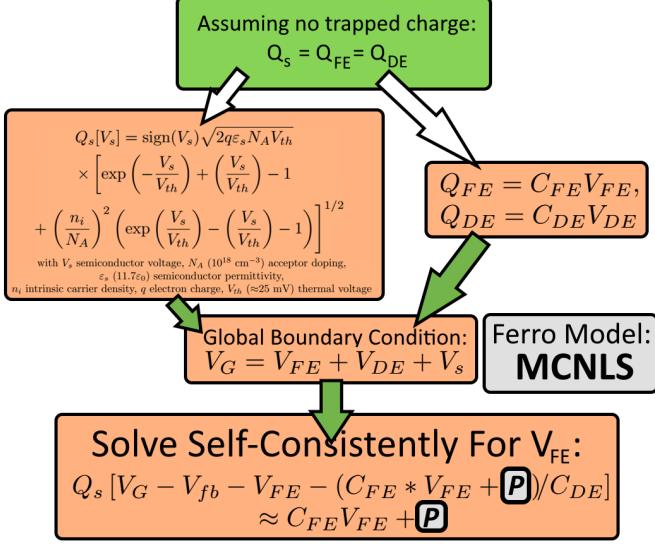 Assuming no trapped charge:
Q_s = Q_FE = Q_DE
Q_s[V_s] = sign(V_s)√(2qε_s N_A V_th)
× [exp(−V_s/V_th) + (V_s/V_th) − 1
+ (n_i/N_A)^2 (exp(V_s/V_th) − (V_s/V_th) − 1)]^{1/2}
with V_s semiconductor voltage, N_A (10^18 cm^−3) acceptor doping,
ε_s (11.7ε_0) semiconductor permittivity,
n_i intrinsic carrier density, q electron charge, V_th (≈25 mV) thermal voltage
Q_FE = C_FE V_FE,
Q_DE = C_DE V_DE
Global Boundary Condition:
V_G = V_FE + V_DE + V_s
Ferro Model:
MCNLS
Solve Self-Consistently For V_FE:
Q_s [V_G − V_fb − V_FE − (C_FE * V_FE + P)/C_DE]
≈ C_FE V_FE + P